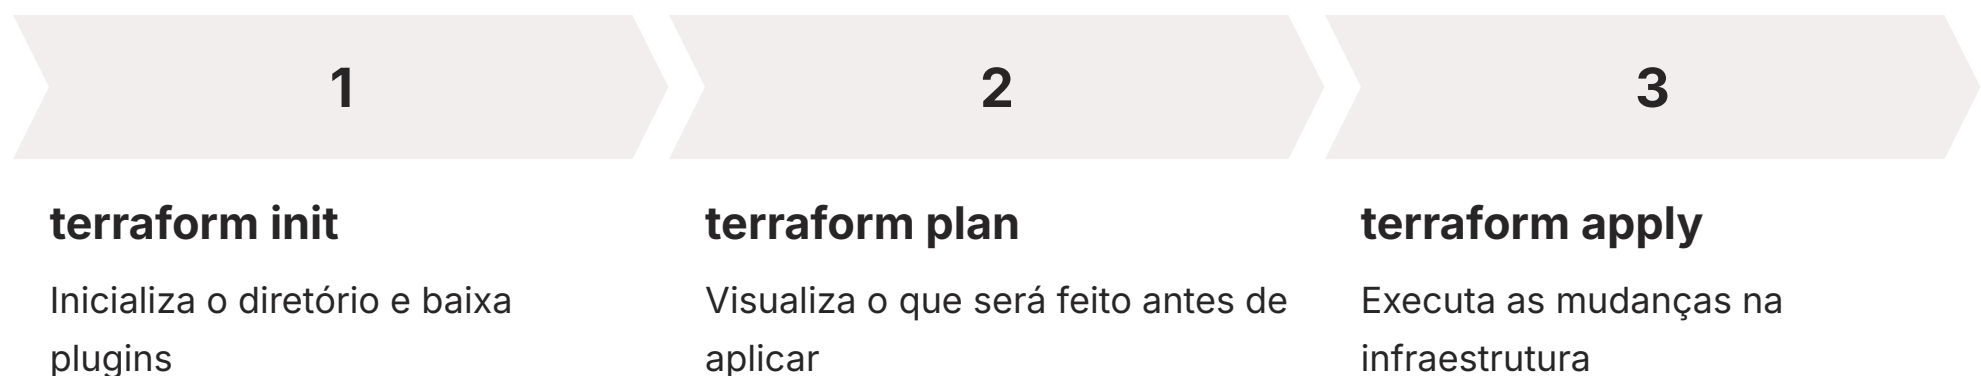 1
terraform init
Inicializa o diretório e baixa
plugins
2
terraform plan
Visualiza o que será feito antes de
aplicar
3
terraform apply
Executa as mudanças na
infraestrutura